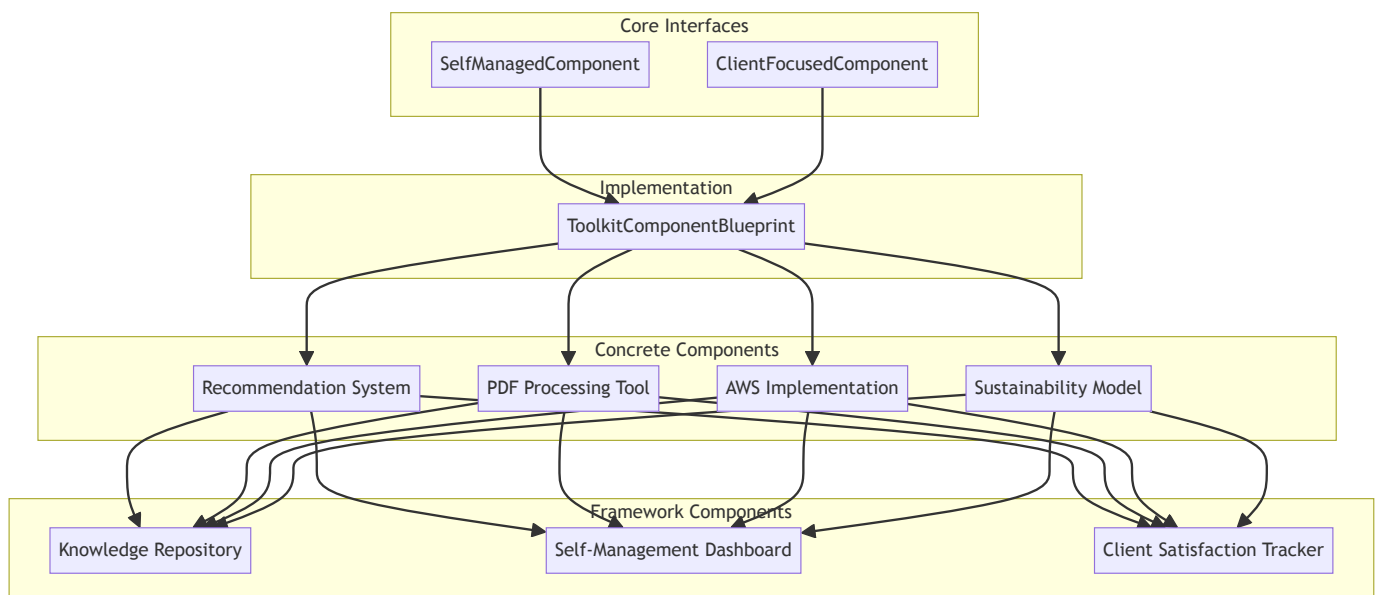 Core Interfaces
SelfManagedComponent
ClientFocusedComponent
Implementation
ToolkitComponentBlueprint
Concrete Components
Recommendation System
PDF Processing Tool
AWS Implementation
Sustainability Model
Framework Components
Knowledge Repository
Self-Management Dashboard
Client Satisfaction Tracker